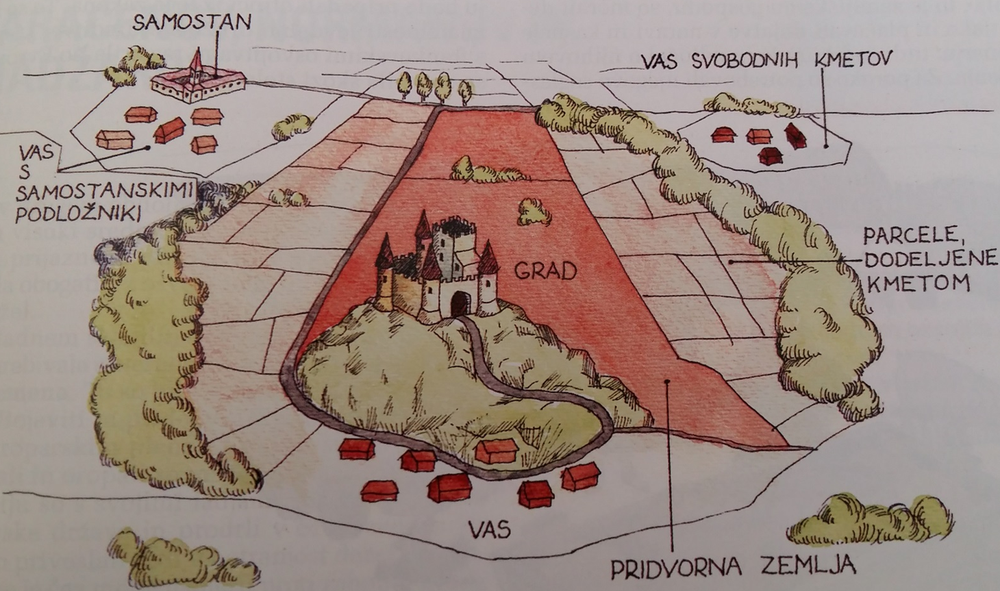 SAMOSTAN
VAS SVOBODNIH KMETOV
VAS
S
SAMOSTANSKIMI
PODLOŽNIKI
PARCELE,
DODELJENE
KMETOM
GRAD
VAS
PRIDVORNA ZEMLJA